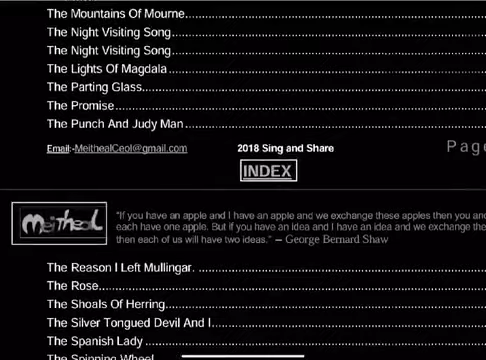 The Mountains Of Mourne
The Night Visiting Song
The Night Visiting Song
The Lights Of Magdala
The Parting Glass
The Promise
The Punch And Judy Man
Email:-MeithealCeol@gmail.com 2018 Sing and Share Page
INDEX
Meitheal
"If you have an apple and I have an apple and we exchange these apples then you and
each have one apple. But if you have an idea and I have an idea and we exchange the
then each of us will have two ideas." – George Bernard Shaw
The Reason I Left Mullingar.
The Rose
The Shoals Of Herring
The Silver Tongued Devil And I
The Spanish Lady
The Spinning Wheel